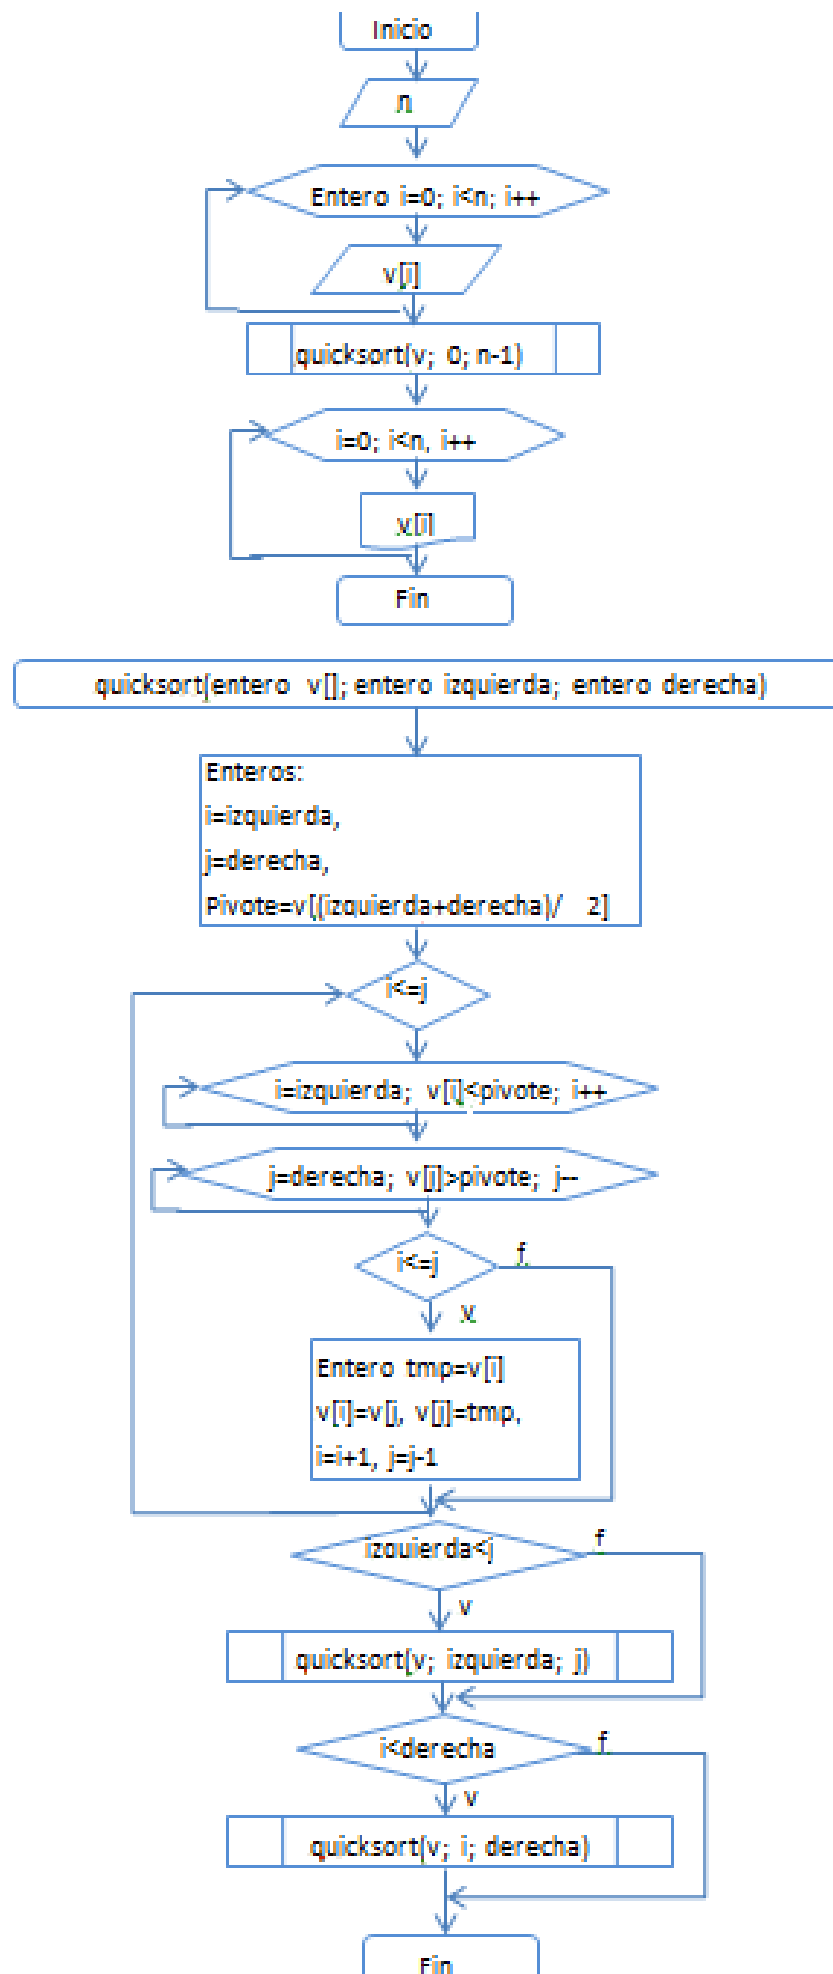 Inicio
n
Entero i=0; i<n; i++
v[i]
quicksort(v; 0; n-1)
i=0; i<n, i++
v[i]
Fin
quicksort(entero v[]; entero izquierda; entero derecha)
Enteros:
i=izquierda,
j=derecha,
Pivote=v[(izquierda+derecha)/ 2]
i<=j
i=izquierda; v[i]<pivote; i++
j=derecha; v[j]>pivote; j--
i<=j
f
v
Entero tmp=v[i]
v[i]=v[j, v[j]=tmp,
i=i+1, j=j-1
izquierda<j
f
v
quicksort(v; izquierda; j)
i<derecha
f
v
quicksort(v; i; derecha)
Fin